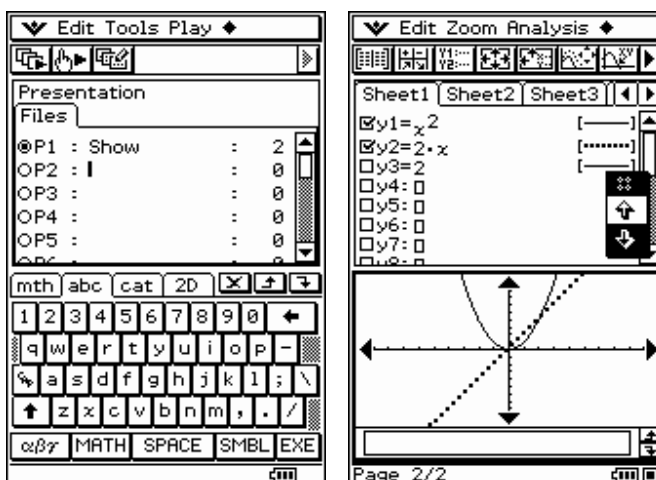 Edit Tools Play
Presentation
Files
P1 : Show : 2
P2 : : 0
P3 : : 0
P4 : : 0
P5 : : 0
mth abc cat 2D
1 2 3 4 5 6 7 8 9 0
q w e r t y u i o p -
a s d f g h j k l ; \
z x c v b n m , . /
αβγ MATH SPACE SMBL EXE
Edit Zoom Analysis
Sheet1 Sheet2 Sheet3
y1=x^2 [——]
y2=2·x [········]
y3=2 [——]
y4:▯
y5:▯
y6:▯
y7:▯
Page 2/2